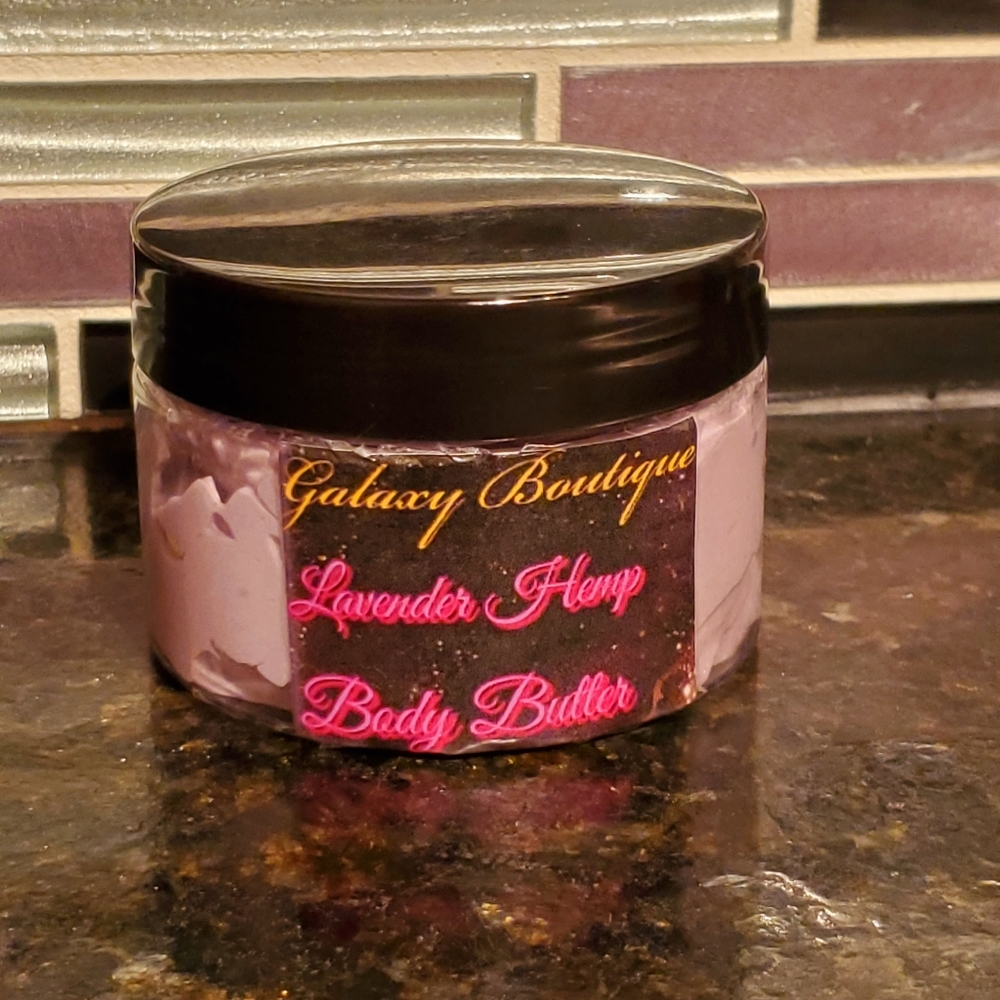 Galaxy Boutique
Lavender Hemp
Body Butter